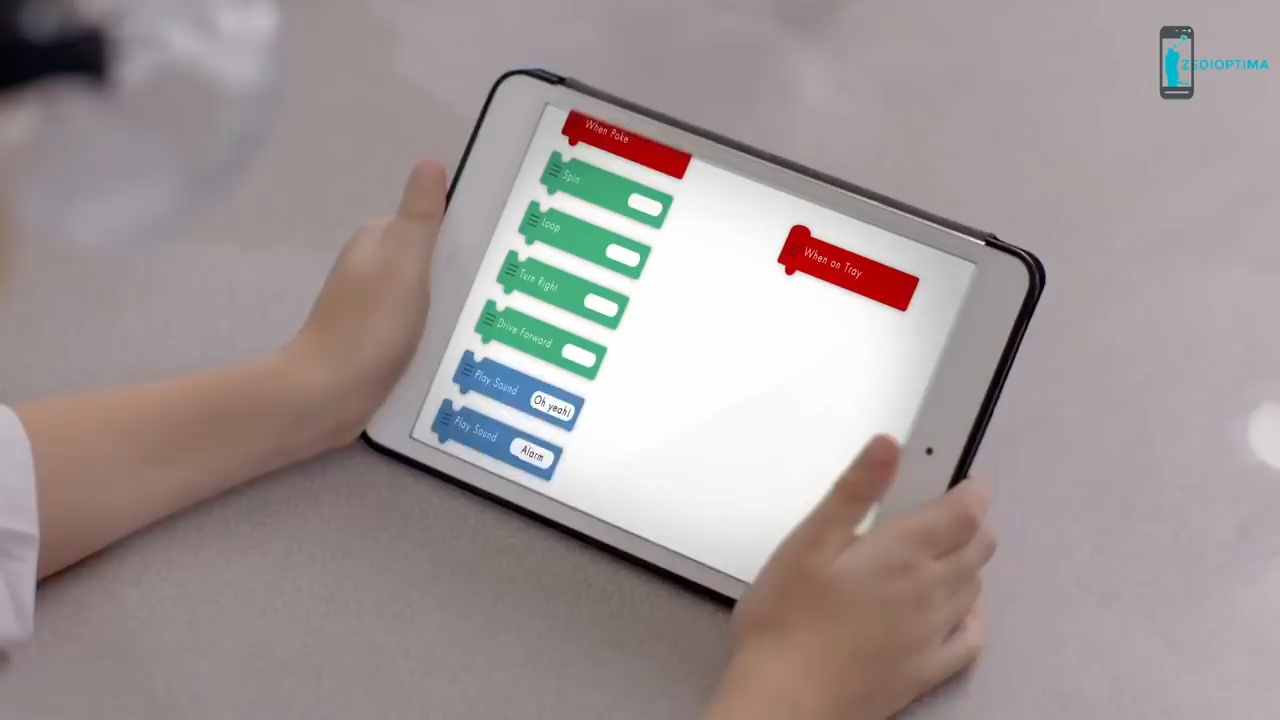 ZEDIOPTIMA
When Poke
Spin
Loop
Turn Right
Drive Forward
Play Sound Oh yeah!
Play Sound Alarm
When on Tray